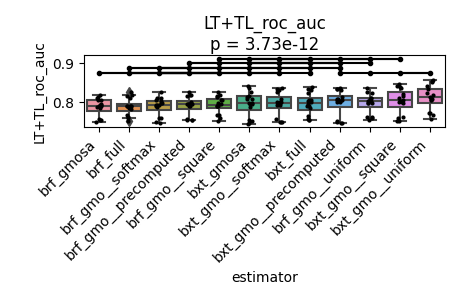 LT+TL_roc_auc
p = 3.73e-12
LT+TL_roc_auc
0.9
0.8
brf_gmosa
brf_full
brf_gmo__softmax
brf_gmo__precomputed
brf_gmo__square
bxt_gmosa
bxt_gmo__softmax
bxt_full
bxt_gmo__precomputed
brf_gmo__uniform
bxt_gmo__square
bxt_gmo__uniform
estimator